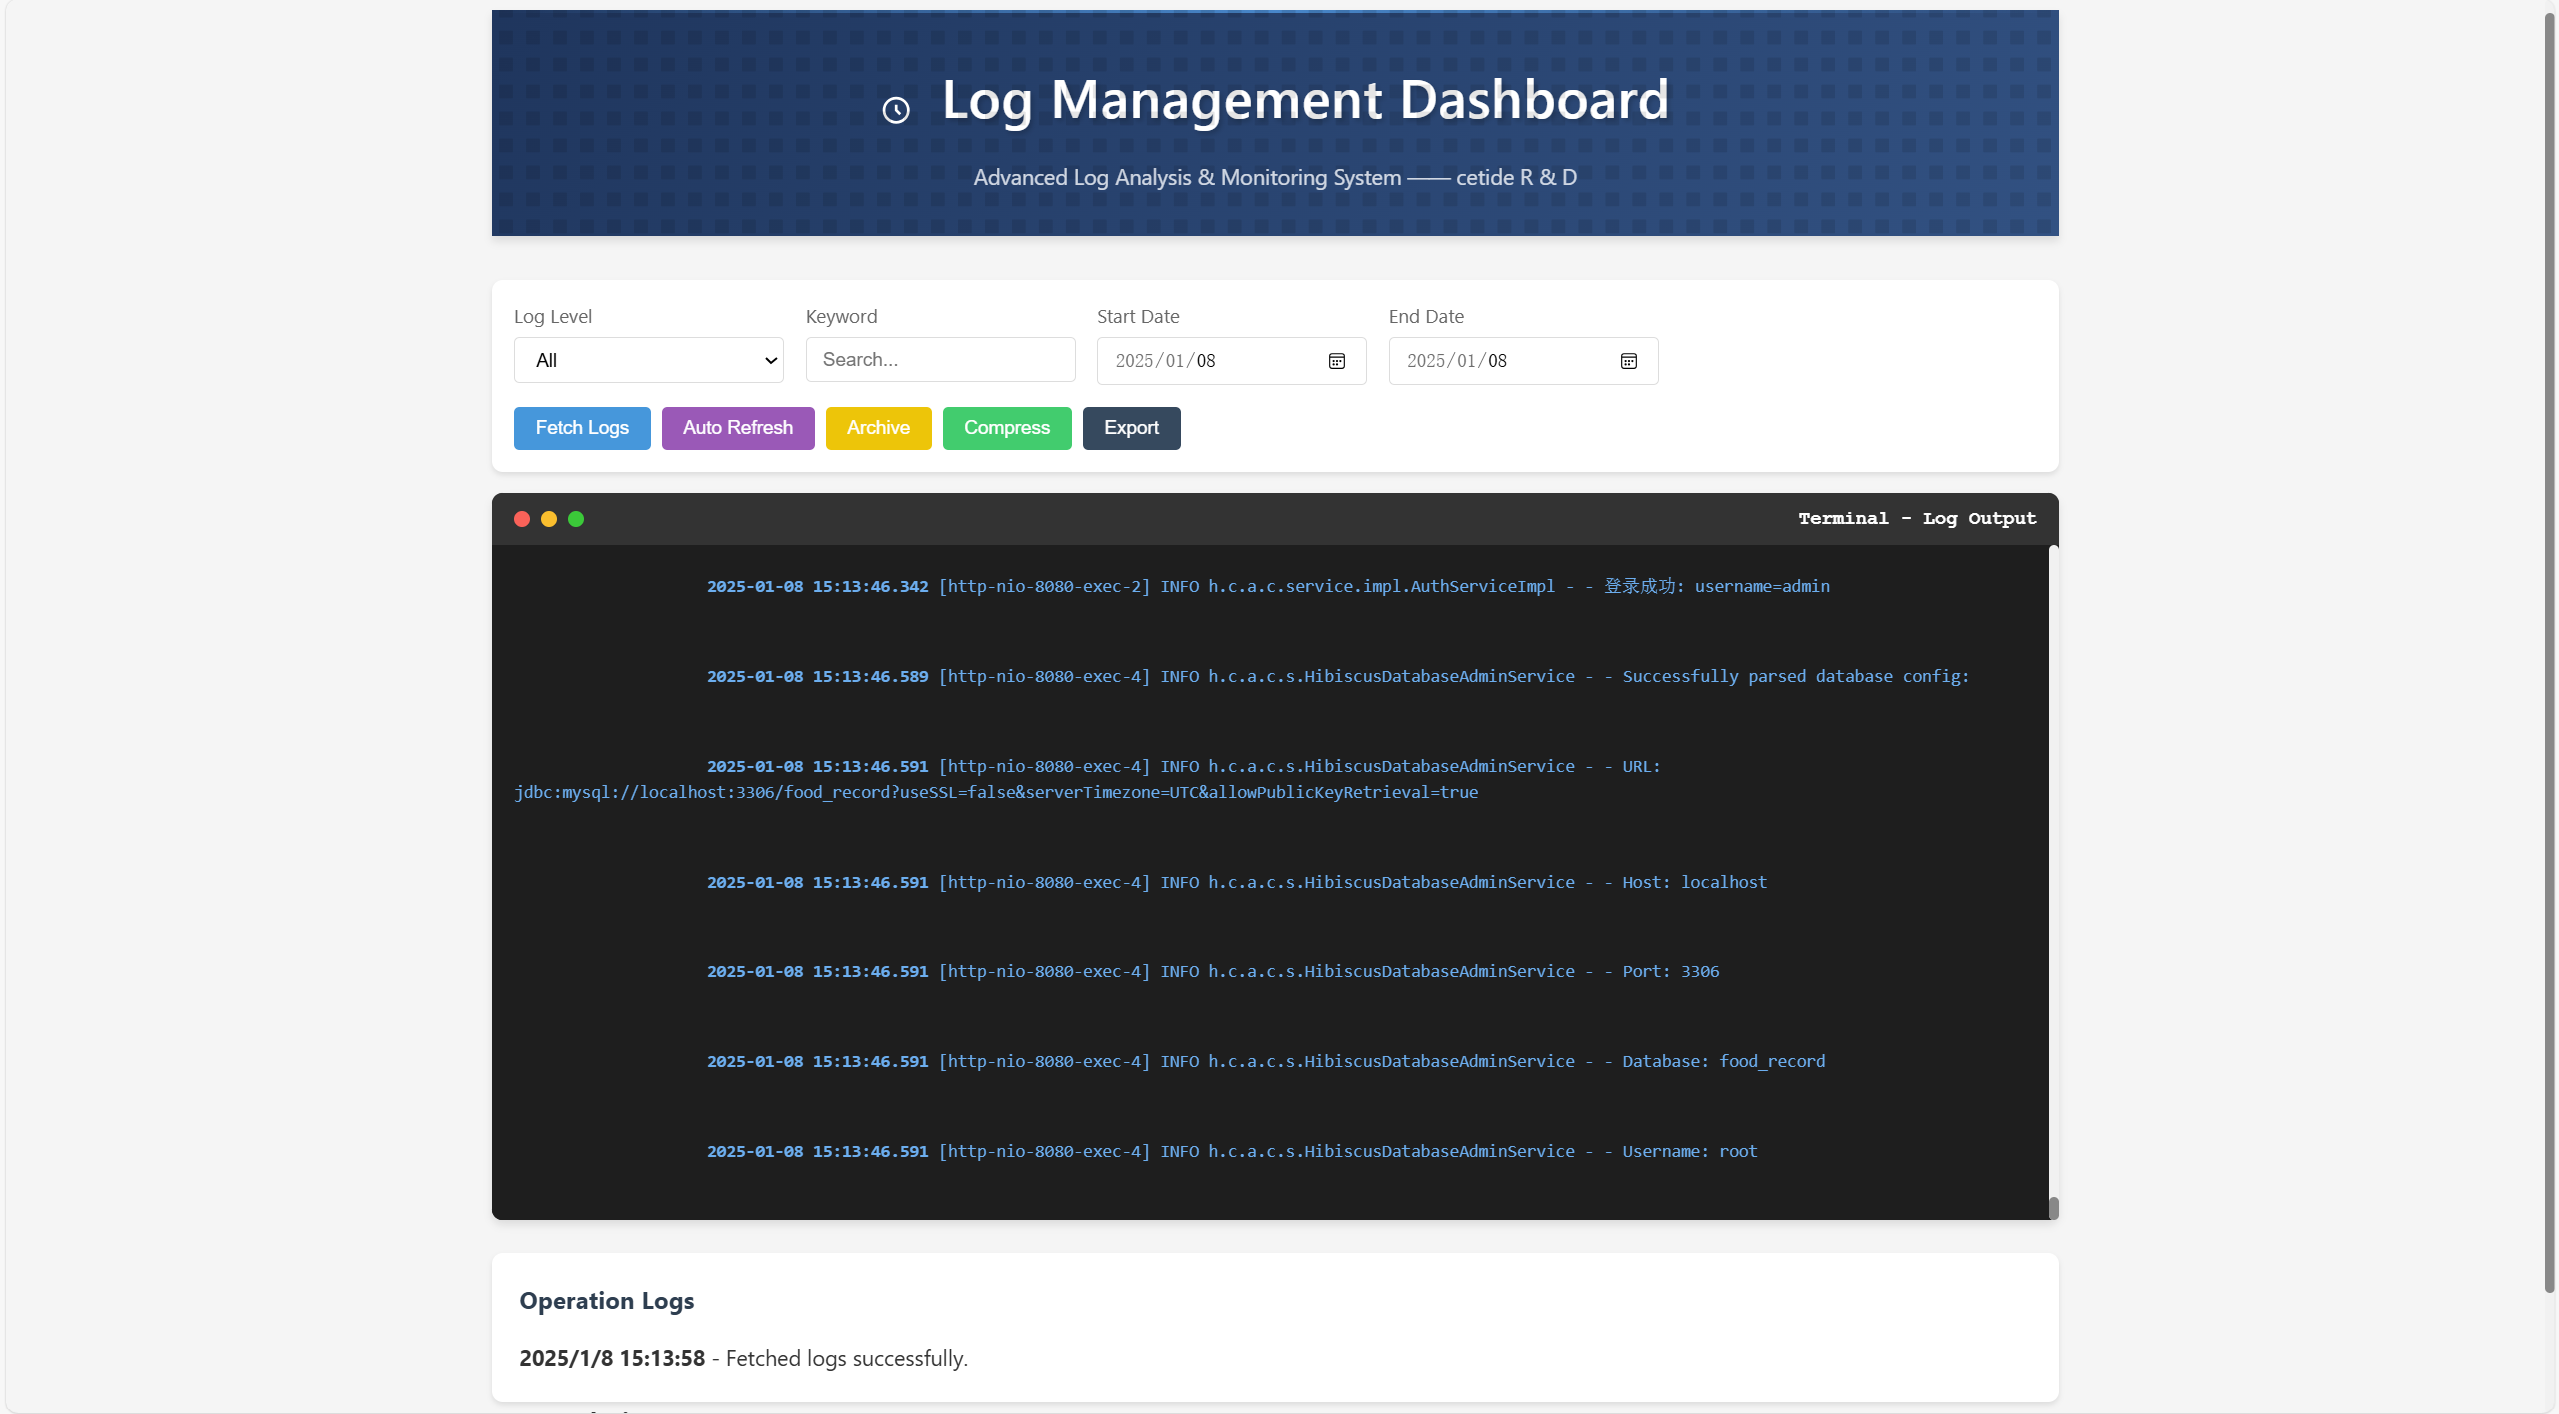 Log Management Dashboard
Advanced Log Analysis & Monitoring System —— cetide R & D
Log Level
Keyword
Start Date
End Date
All
Search...
2025/01/08
2025/01/08
Fetch Logs
Auto Refresh
Archive
Compress
Export
Terminal - Log Output
2025-01-08 15:13:46.342 [http-nio-8080-exec-2] INFO h.c.a.c.service.impl.AuthServiceImpl - - 登录成功: username=admin
2025-01-08 15:13:46.589 [http-nio-8080-exec-4] INFO h.c.a.c.s.HibiscusDatabaseAdminService - - Successfully parsed database config:
2025-01-08 15:13:46.591 [http-nio-8080-exec-4] INFO h.c.a.c.s.HibiscusDatabaseAdminService - - URL:
jdbc:mysql://localhost:3306/food_record?useSSL=false&serverTimezone=UTC&allowPublicKeyRetrieval=true
2025-01-08 15:13:46.591 [http-nio-8080-exec-4] INFO h.c.a.c.s.HibiscusDatabaseAdminService - - Host: localhost
2025-01-08 15:13:46.591 [http-nio-8080-exec-4] INFO h.c.a.c.s.HibiscusDatabaseAdminService - - Port: 3306
2025-01-08 15:13:46.591 [http-nio-8080-exec-4] INFO h.c.a.c.s.HibiscusDatabaseAdminService - - Database: food_record
2025-01-08 15:13:46.591 [http-nio-8080-exec-4] INFO h.c.a.c.s.HibiscusDatabaseAdminService - - Username: root
Operation Logs
2025/1/8 15:13:58 - Fetched logs successfully.